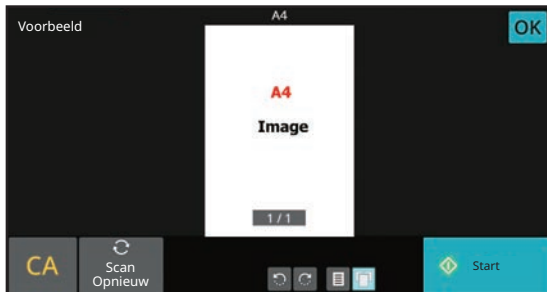 A4
Voorbeeld
OK
A4
Image
1 / 1
CA
Scan
Opnieuw
Start